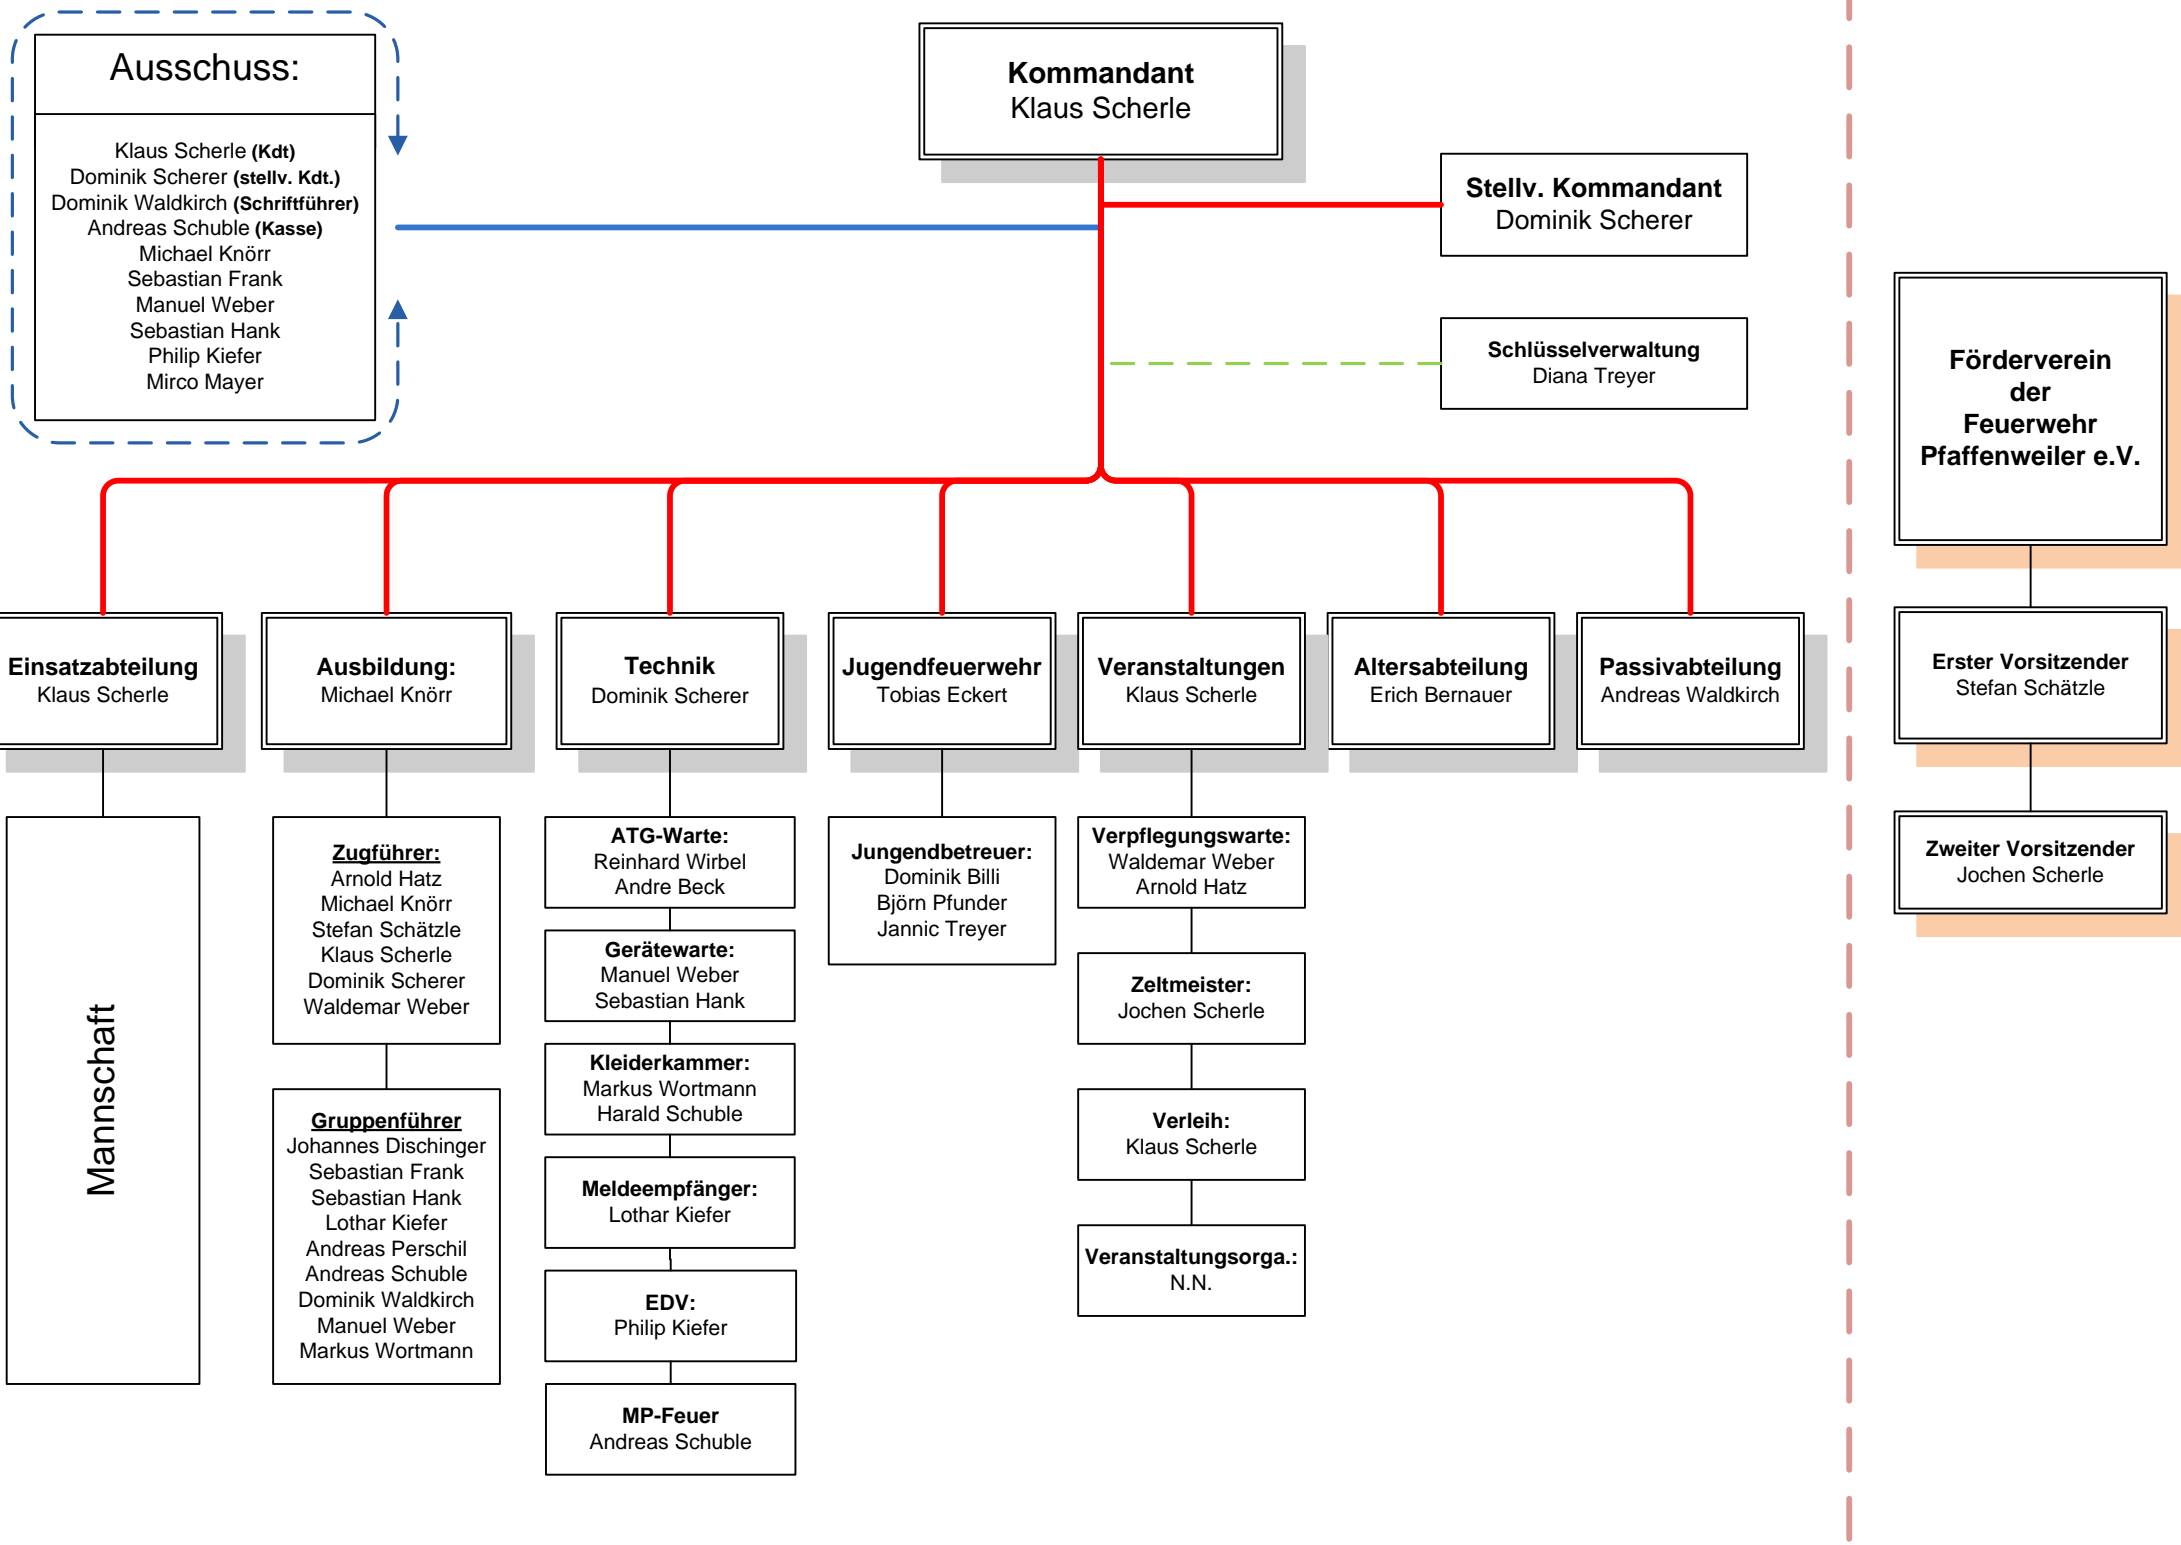 Ausschuss:
Klaus Scherle (Kdt)
Dominik Scherer (stellv. Kdt.)
Dominik Waldkirch (Schriftführer)
Andreas Schuble (Kasse)
Michael Knörr
Sebastian Frank
Manuel Weber
Sebastian Hank
Philip Kiefer
Mirco Mayer
Kommandant
Klaus Scherle
Stellv. Kommandant
Dominik Scherer
Schlüsselverwaltung
Diana Treyer
Förderverein
der
Feuerwehr
Pfaffenweiler e.V.
Erster Vorsitzender
Stefan Schätzle
Zweiter Vorsitzender
Jochen Scherle
Einsatzabteilung
Klaus Scherle
Mannschaft
Ausbildung:
Michael Knörr
Zugführer:
Arnold Hatz
Michael Knörr
Stefan Schätzle
Klaus Scherle
Dominik Scherer
Waldemar Weber
Gruppenführer
Johannes Dischinger
Sebastian Frank
Sebastian Hank
Lothar Kiefer
Andreas Perschil
Andreas Schuble
Dominik Waldkirch
Manuel Weber
Markus Wortmann
Technik
Dominik Scherer
ATG-Warte:
Reinhard Wirbel
Andre Beck
Gerätewarte:
Manuel Weber
Sebastian Hank
Kleiderkammer:
Markus Wortmann
Harald Schuble
Meldeempfänger:
Lothar Kiefer
EDV:
Philip Kiefer
MP-Feuer
Andreas Schuble
Jugendfeuerwehr
Tobias Eckert
Jungendbetreuer:
Dominik Billi
Björn Pfunder
Jannic Treyer
Veranstaltungen
Klaus Scherle
Verpflegungswarte:
Waldemar Weber
Arnold Hatz
Zeltmeister:
Jochen Scherle
Verleih:
Klaus Scherle
Veranstaltungsorga.:
N.N.
Altersabteilung
Erich Bernauer
Passivabteilung
Andreas Waldkirch